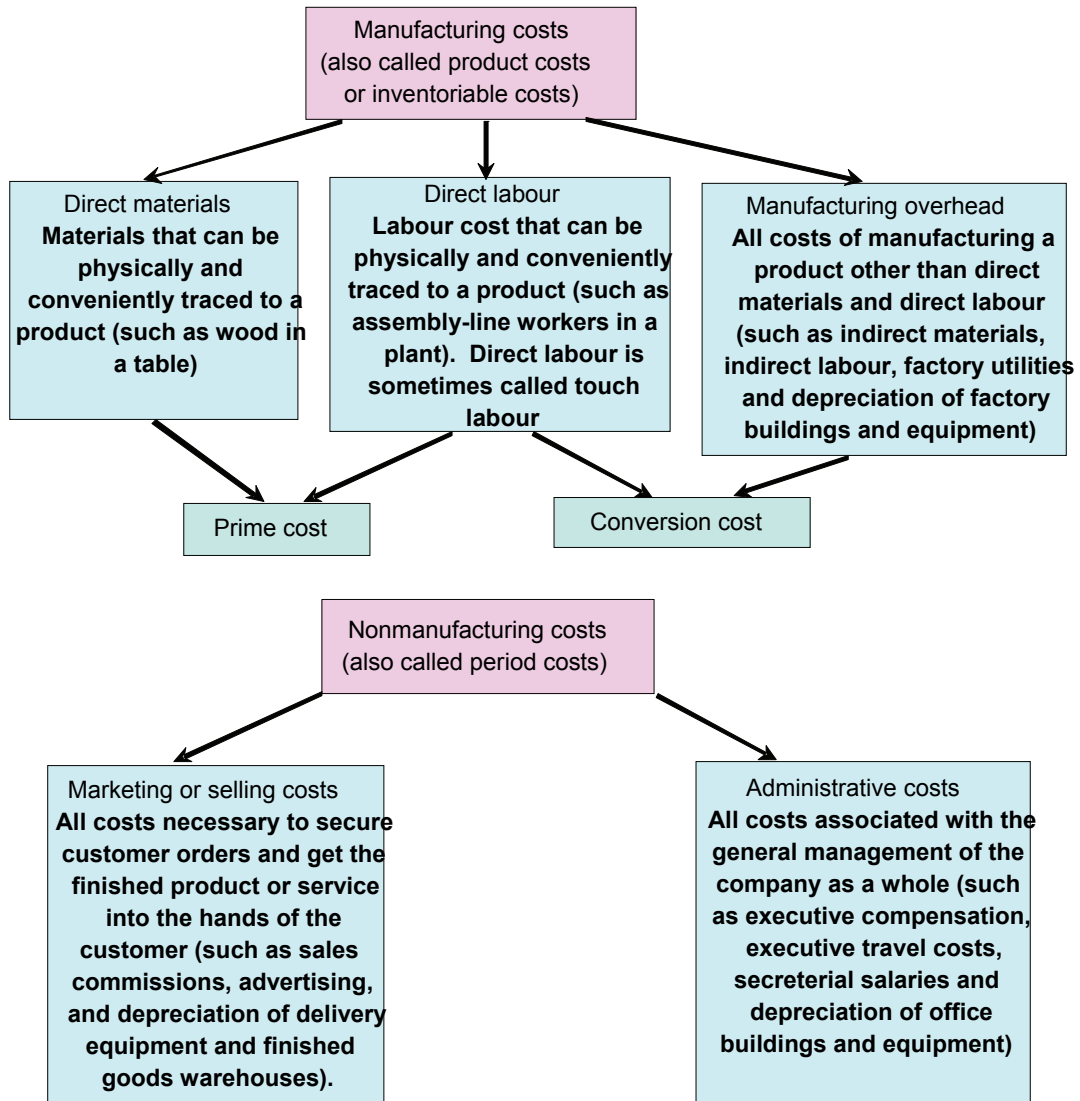 Manufacturing costs
(also called product costs
or inventoriable costs)
Direct materials
Materials that can be
physically and
conveniently traced to a
product (such as wood in
a table)
Direct labour
Labour cost that can be
physically and conveniently
traced to a product (such as
assembly-line workers in a
plant). Direct labour is
sometimes called touch
labour
Manufacturing overhead
All costs of manufacturing a
product other than direct
materials and direct labour
(such as indirect materials,
indirect labour, factory utilities
and depreciation of factory
buildings and equipment)
Prime cost
Conversion cost
Nonmanufacturing costs
(also called period costs)
Marketing or selling costs
All costs necessary to secure
customer orders and get the
finished product or service
into the hands of the
customer (such as sales
commissions, advertising,
and depreciation of delivery
equipment and finished
goods warehouses).
Administrative costs
All costs associated with the
general management of the
company as a whole (such
as executive compensation,
executive travel costs,
secreterial salaries and
depreciation of office
buildings and equipment)